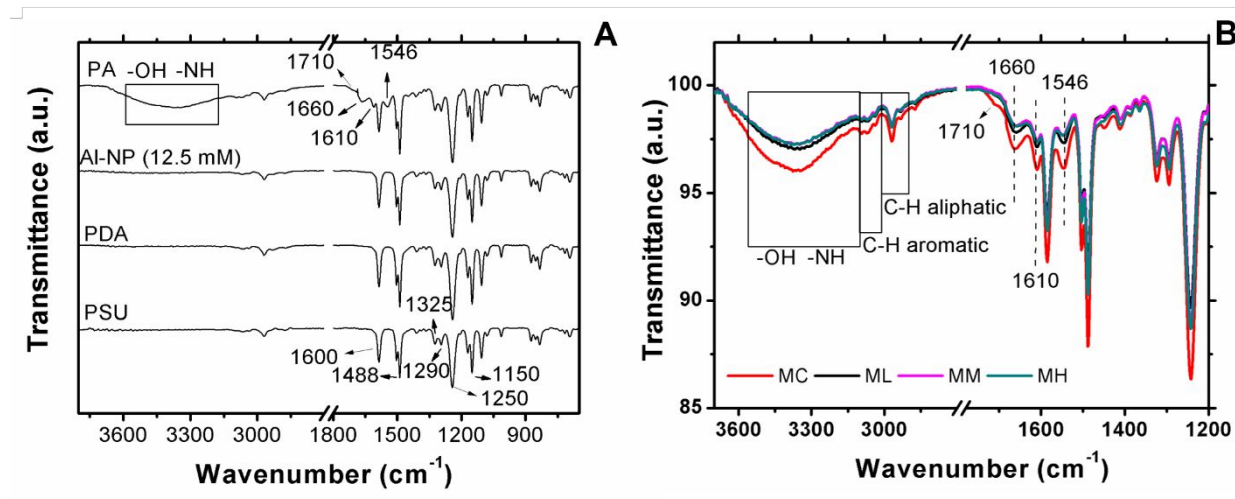 A
1546
1710
PA
-OH -NH
1660
1610
Al-NP (12.5 mM)
PDA
1325
PSU
1600
1290
1150
1488
1250
3600 3300 3000 1800 1500 1200 900
Wavenumber (cm-1)
Transmittance (a.u.)
B
100
95
90
85
1660 1546
1710
C-H aliphatic
C-H aromatic
-OH -NH
1610
MC ML MM MH
3600 3300 3000 1600 1400 1200
Wavenumber (cm-1)
Transmittance (a.u.)